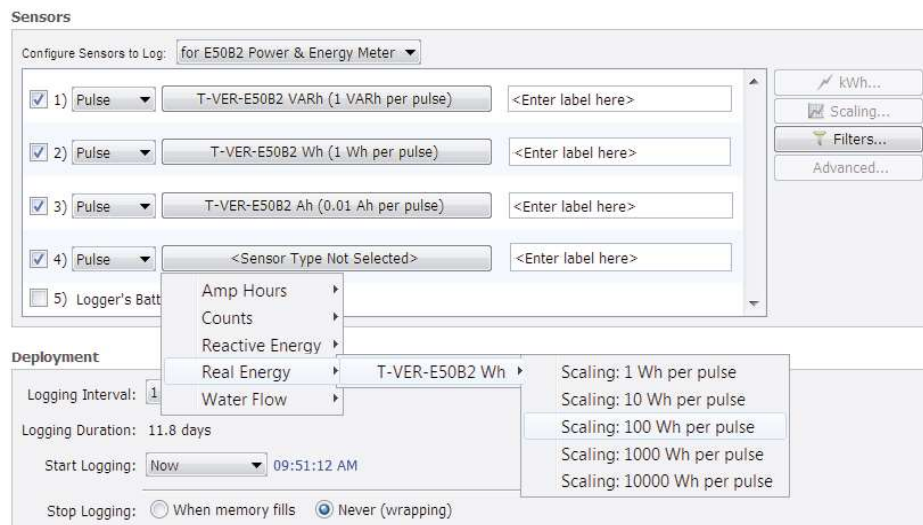 Sensors
Configure Sensors to Log: for E50B2 Power & Energy Meter
1) Pulse T-VER-E50B2 VARh (1 VARh per pulse) <Enter label here>
kWh...
Scaling...
2) Pulse T-VER-E50B2 Wh (1 Wh per pulse) <Enter label here>
Filters...
Advanced...
3) Pulse T-VER-E50B2 Ah (0.01 Ah per pulse) <Enter label here>
4) Pulse <Sensor Type Not Selected> <Enter label here>
5) Logger's Batt
Amp Hours
Counts
Reactive Energy
Real Energy
Water Flow
T-VER-E50B2 Wh
Scaling: 1 Wh per pulse
Scaling: 10 Wh per pulse
Scaling: 100 Wh per pulse
Scaling: 1000 Wh per pulse
Scaling: 10000 Wh per pulse
Deployment
Logging Interval: 1
Logging Duration: 11.8 days
Start Logging: Now 09:51:12 AM
Stop Logging: When memory fills Never (wrapping)